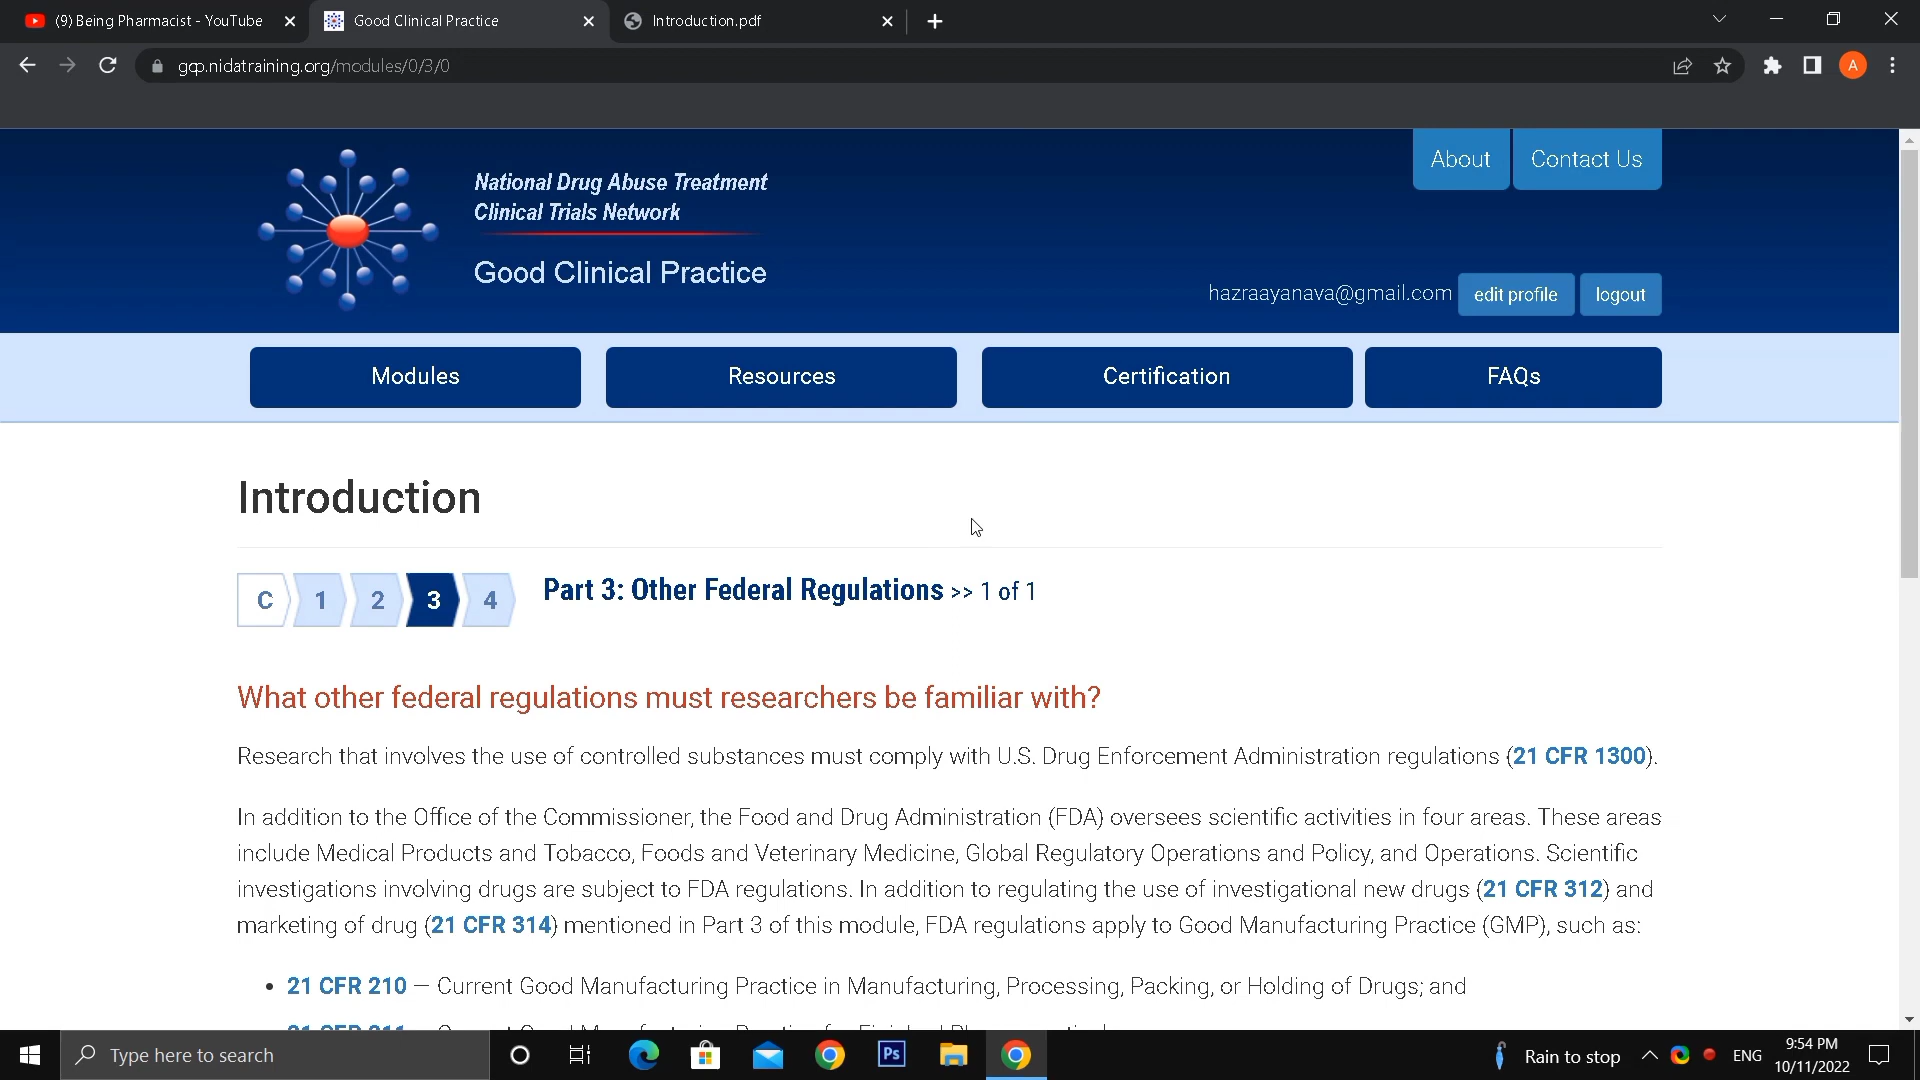 (9) Being Pharmacist - YouTube
Good Clinical Practice
Introduction.pdf
gcp.nidatraining.org/modules/0/3/0
A
About
Contact Us
National Drug Abuse Treatment
Clinical Trials Network
Good Clinical Practice
hazraayanava@gmail.com
edit profile
logout
Modules
Resources
Certification
FAQs
Introduction
C 1 2 3 4
Part 3: Other Federal Regulations >> 1 of 1
What other federal regulations must researchers be familiar with?
Research that involves the use of controlled substances must comply with U.S. Drug Enforcement Administration regulations (21 CFR 1300).
In addition to the Office of the Commissioner, the Food and Drug Administration (FDA) oversees scientific activities in four areas. These areas
include Medical Products and Tobacco, Foods and Veterinary Medicine, Global Regulatory Operations and Policy, and Operations. Scientific
investigations involving drugs are subject to FDA regulations. In addition to regulating the use of investigational new drugs (21 CFR 312) and
marketing of drug (21 CFR 314) mentioned in Part 3 of this module, FDA regulations apply to Good Manufacturing Practice (GMP), such as:
• 21 CFR 210 — Current Good Manufacturing Practice in Manufacturing, Processing, Packing, or Holding of Drugs; and
Type here to search
Ps
Rain to stop
ENG
9:54 PM
10/11/2022